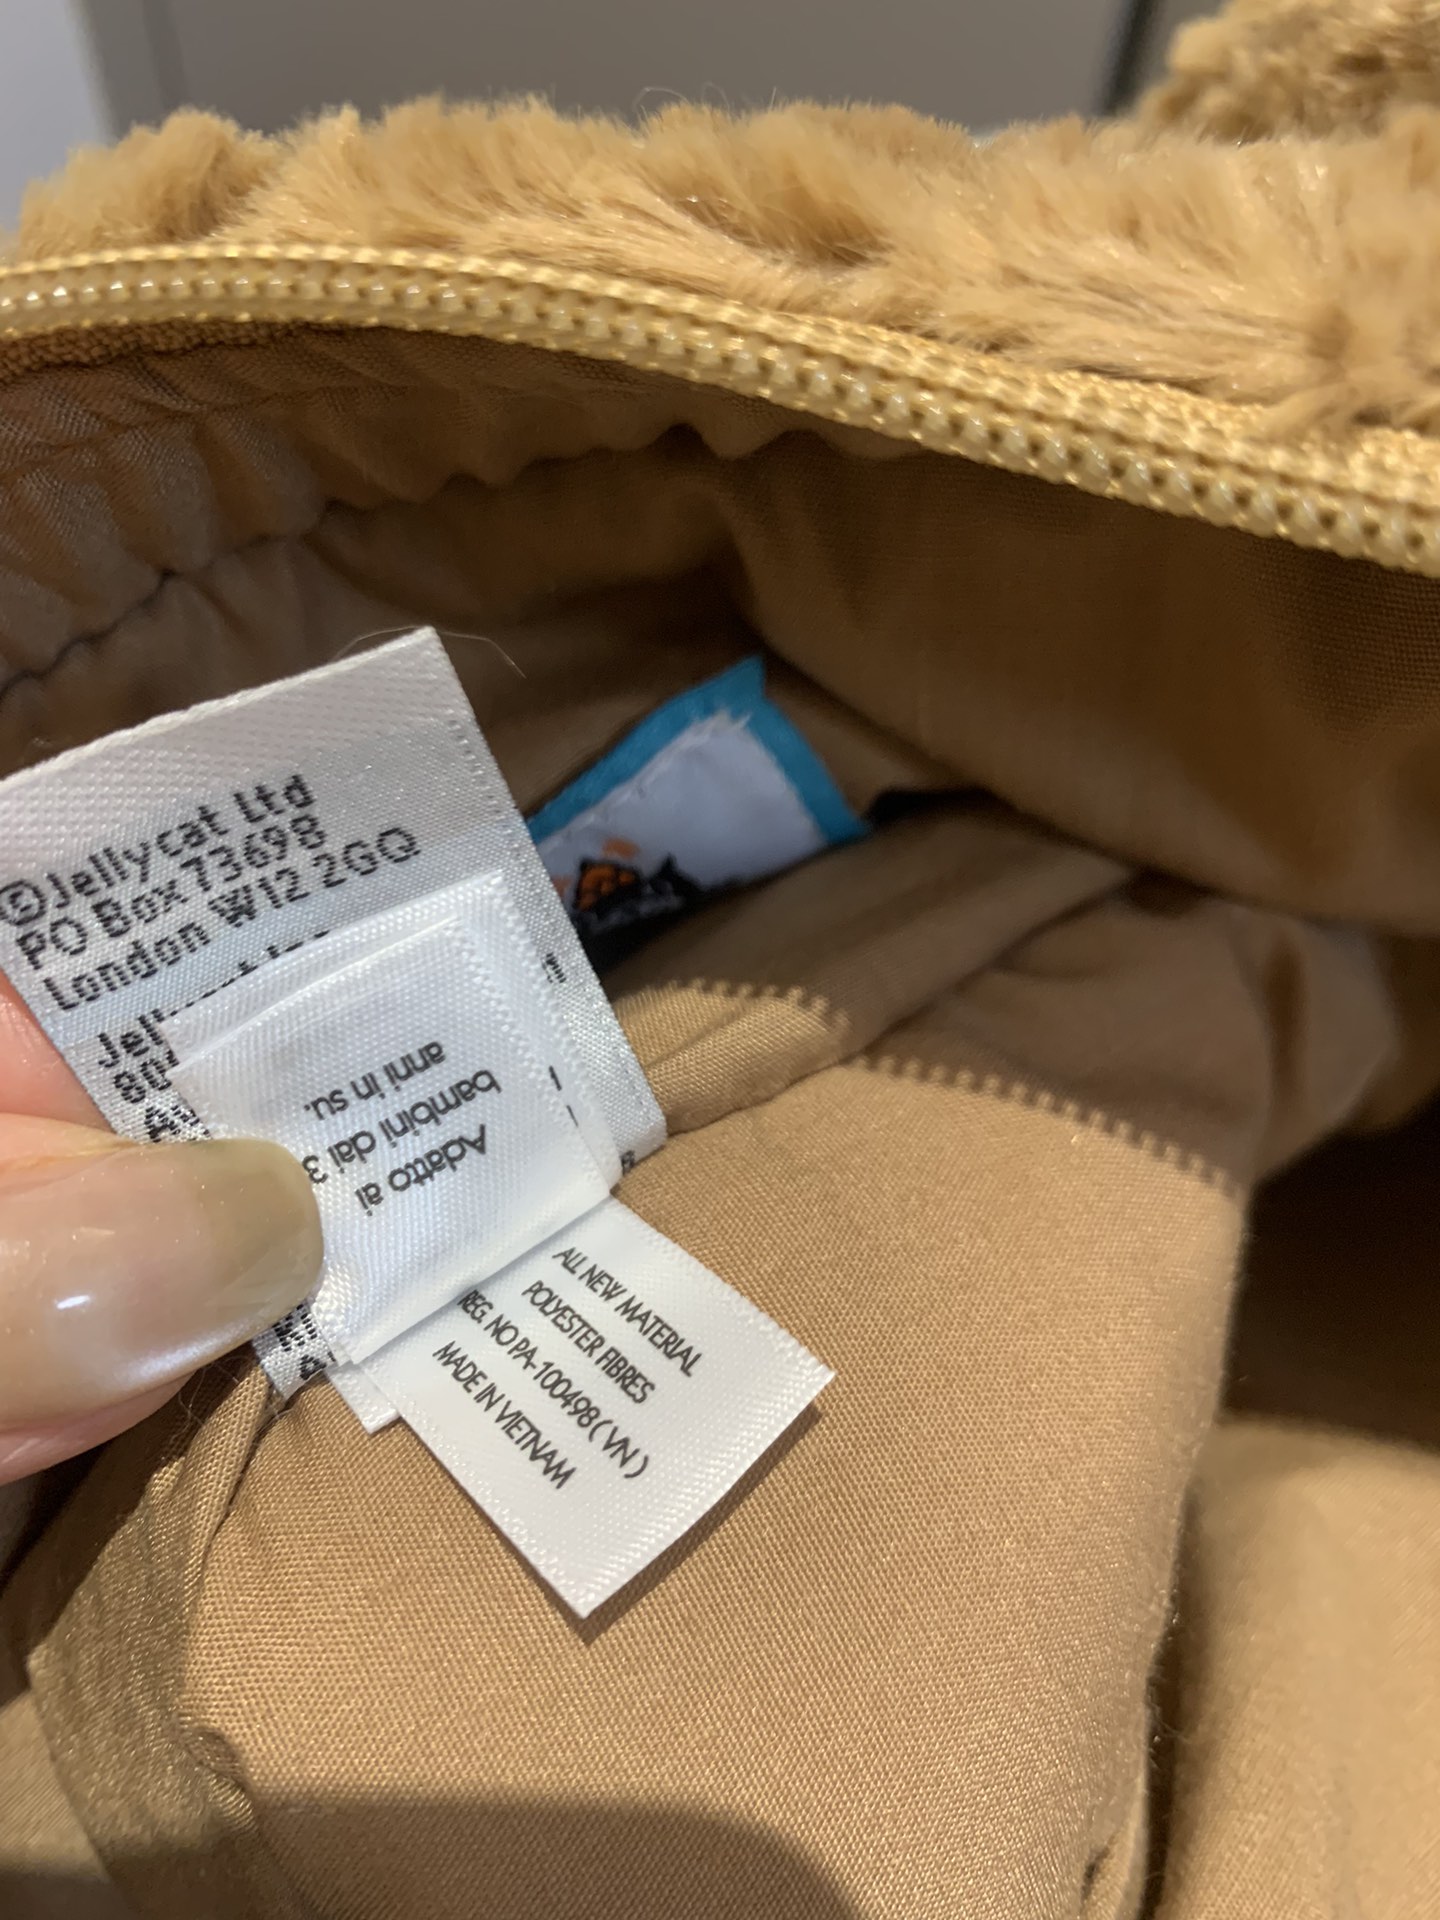 ©Jellycat Ltd
PO Box 73698
London W12 2GQ
Adatto ai
bambini dai 3
anni in su.
ALL NEW MATERIAL
POLYESTER FIBRES
REG. NO PA-100498 ( VN )
MADE IN VIETNAM